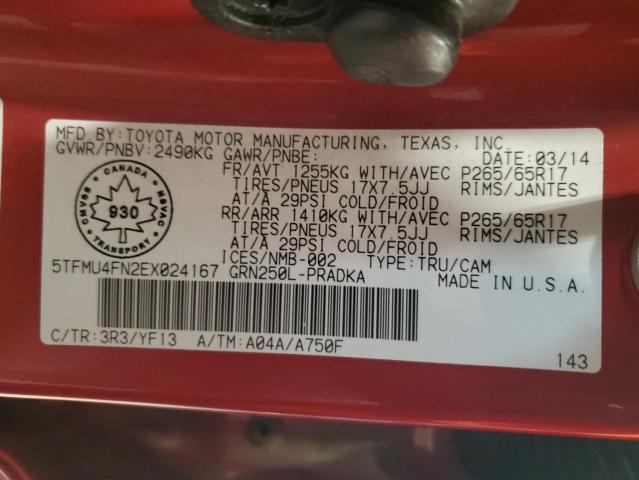 MFD.BY:TOYOTA MOTOR MANUFACTURING, TEXAS, INC.
GVWR/PNBV:2490KG GAWR/PNBE: DATE:03/14
FR/AVT 1255KG WITH/AVEC P265/65R17
TIRES/PNEUS 17X7.5JJ RIMS/JANTES
AT/A 29PSI COLD/FROID
RR/ARR 1410KG WITH/AVEC P265/65R17
TIRES/PNEUS 17X7.5JJ RIMS/JANTES
AT/A 29PSI COLD/FROID
ICES/NMB-002 TYPE:TRU/CAM
CANADA
930
5TFMU4FN2EX024167 GRN250L-PRADKA MADE IN U.S.A.
C/TR:3R3/YF13 A/TM:A04A/A750F
143